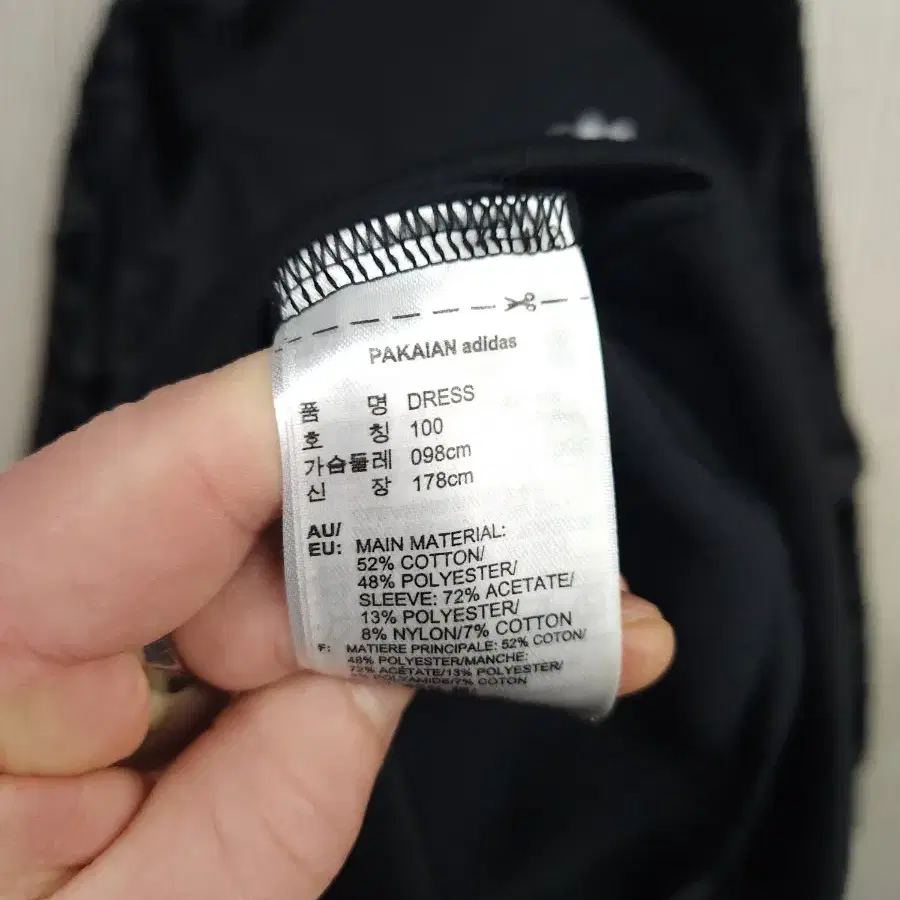 PAKAIAN adidas
품 명 DRESS
호 칭 100
가슴둘레 098cm
신 장 178cm
AU/
EU: MAIN MATERIAL:
52% COTTON/
48% POLYESTER/
SLEEVE: 72% ACETATE/
13% POLYESTER/
8% NYLON/7% COTTON
F: MATIERE PRINCIPALE: 52% COTON/
48% POLYESTER/MANCHE:
72% ACÉTATE/13% POLYESTER/
POLYAMIDE/7% COTON